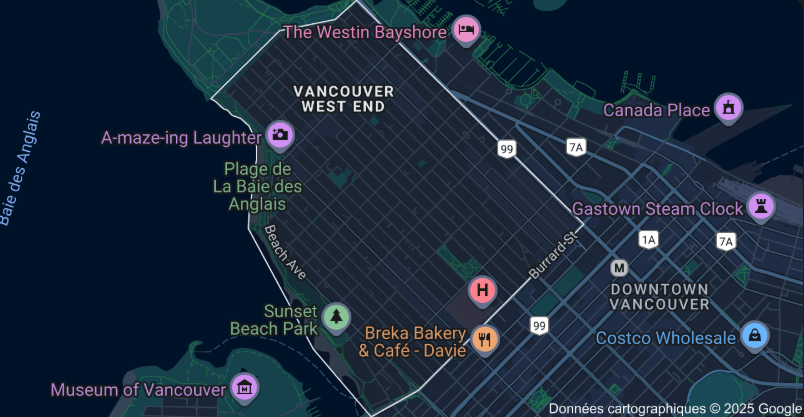 The Westin Bayshore
VANCOUVER
WEST END
Canada Place
A-maze-ing Laughter
99
7A
Plage de
La Baie des
Anglais
Baie des Anglais
Gastown Steam Clock
Beach Ave
Burrard St
1A
7A
M
DOWNTOWN
VANCOUVER
H
Sunset
Beach Park
99
Breka Bakery
& Café - Davie
Costco Wholesale
Museum of Vancouver
M
Données cartographiques © 2025 Google